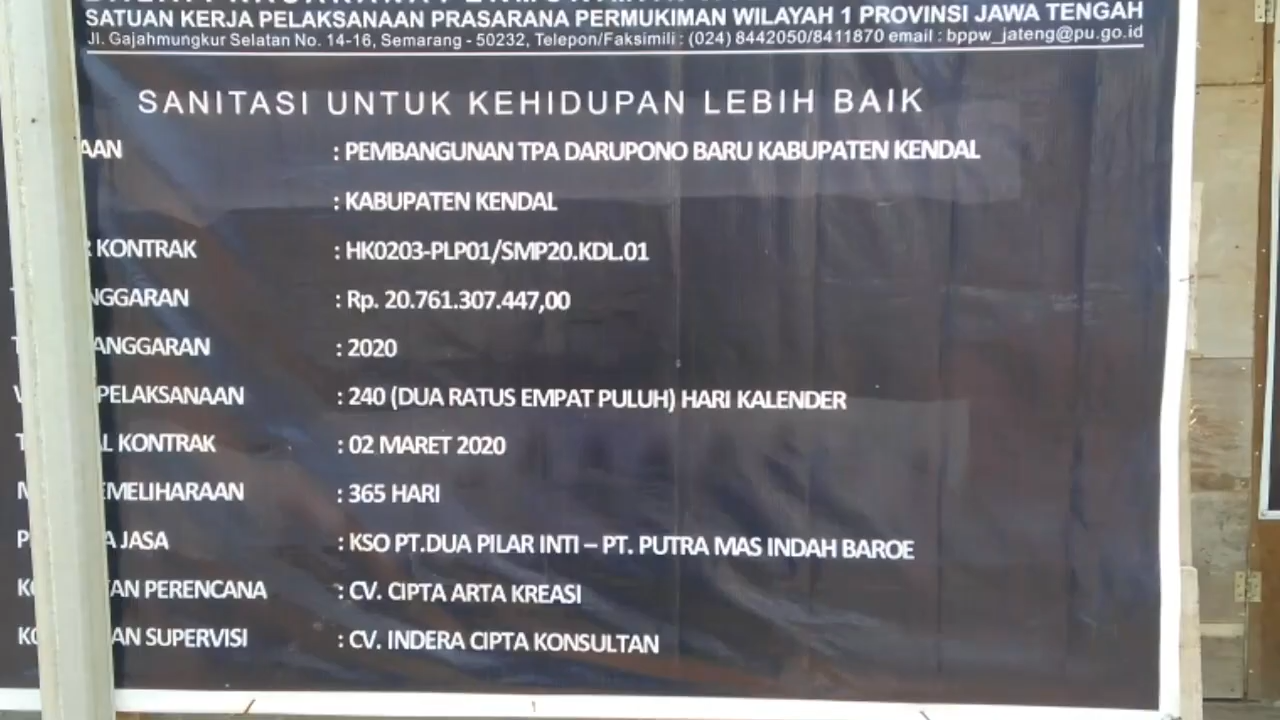 SATUAN KERJA PELAKSANAAN PRASARANA PERMUKIMAN WILAYAH 1 PROVINSI JAWA TENGAH
Jl. Gajahmungkur Selatan No. 14-16, Semarang - 50232, Telepon/Faksimili : (024) 8442050/8411870 email : bppw_jateng@pu.go.id
SANITASI UNTUK KEHIDUPAN LEBIH BAIK
: PEMBANGUNAN TPA DARUPONO BARU KABUPATEN KENDAL
: KABUPATEN KENDAL
KONTRAK : HK0203-PLP01/SMP20.KDL.01
: Rp. 20.761.307.447,00
ANGGARAN : 2020
PELAKSANAAN : 240 (DUA RATUS EMPAT PULUH) HARI KALENDER
KONTRAK : 02 MARET 2020
: 365 HARI
JASA : KSO PT.DUA PILAR INTI – PT. PUTRA MAS INDAH BAROE
PERENCANA : CV. CIPTA ARTA KREASI
SUPERVISI : CV. INDERA CIPTA KONSULTAN